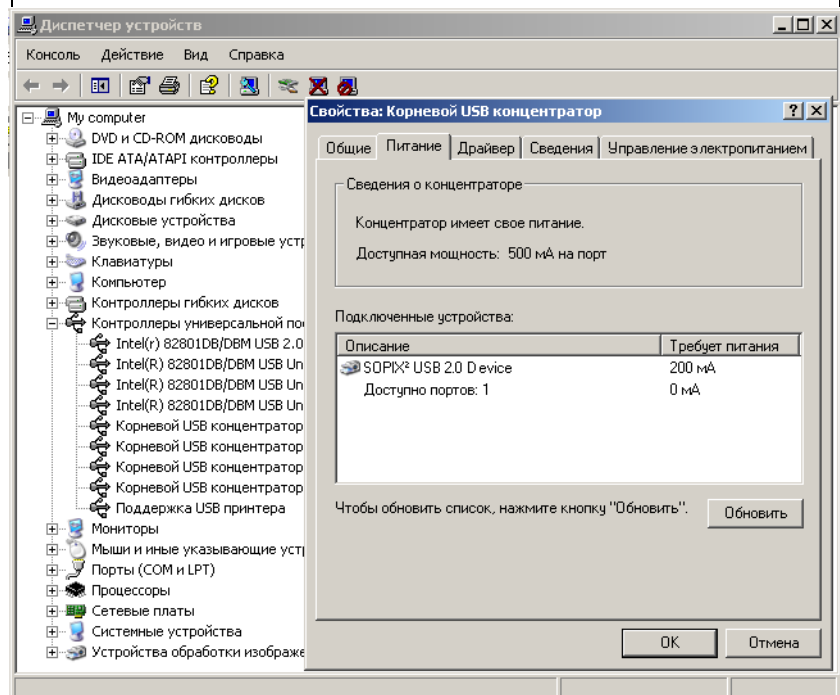 Диспетчер устройств
Консоль Действие Вид Справка
My computer
DVD и CD-ROM дисководы
IDE ATA/ATAPI контроллеры
Видеоадаптеры
Дисководы гибких дисков
Дисковые устройства
Звуковые, видео и игровые устр
Клавиатуры
Компьютер
Контроллеры гибких дисков
Контроллеры универсальной по
Intel(r) 82801DB/DBM USB 2.0
Intel(R) 82801DB/DBM USB Un
Intel(R) 82801DB/DBM USB Un
Intel(R) 82801DB/DBM USB Un
Корневой USB концентратор
Корневой USB концентратор
Корневой USB концентратор
Корневой USB концентратор
Поддержка USB принтера
Мониторы
Мыши и иные указывающие уст
Порты (COM и LPT)
Процессоры
Сетевые платы
Системные устройства
Устройства обработки изображе
Свойства: Корневой USB концентратор
Общие Питание Драйвер Сведения Управление электропитанием
Сведения о концентраторе
Концентратор имеет свое питание.
Доступная мощность: 500 мА на порт
Подключенные устройства:
Описание Требует питания
SOPIX² USB 2.0 Device 200 мА
Доступно портов: 1 0 мА
Чтобы обновить список, нажмите кнопку "Обновить". Обновить
OK Отмена